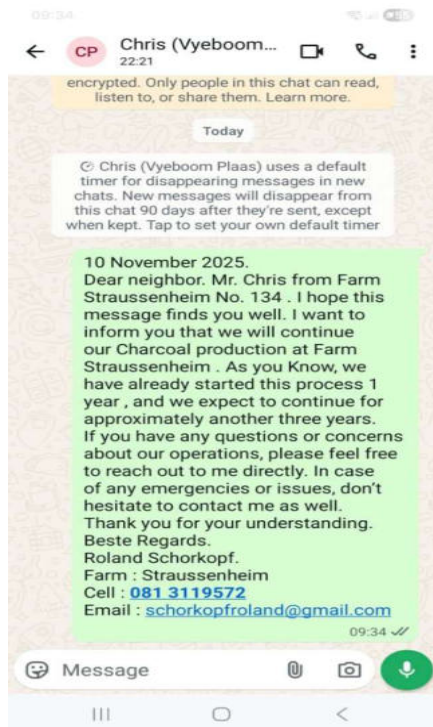 09:34
CP
Chris (Vyeboom...
22:21
encrypted. Only people in this chat can read,
listen to, or share them. Learn more.
Today
Chris (Vyeboom Plaas) uses a default
timer for disappearing messages in new
chats. New messages will disappear from
this chat 90 days after they're sent, except
when kept. Tap to set your own default timer
10 November 2025.
Dear neighbor. Mr. Chris from Farm
Straussenheim No. 134 . I hope this
message finds you well. I want to
inform you that we will continue
our Charcoal production at Farm
Straussenheim . As you Know, we
have already started this process 1
year , and we expect to continue for
approximately another three years.
If you have any questions or concerns
about our operations, please feel free
to reach out to me directly. In case
of any emergencies or issues, don't
hesitate to contact me as well.
Thank you for your understanding.
Beste Regards.
Roland Schorkopf.
Farm : Straussenheim
Cell : 081 3119572
Email : schorkopfroland@gmail.com
09:34
Message